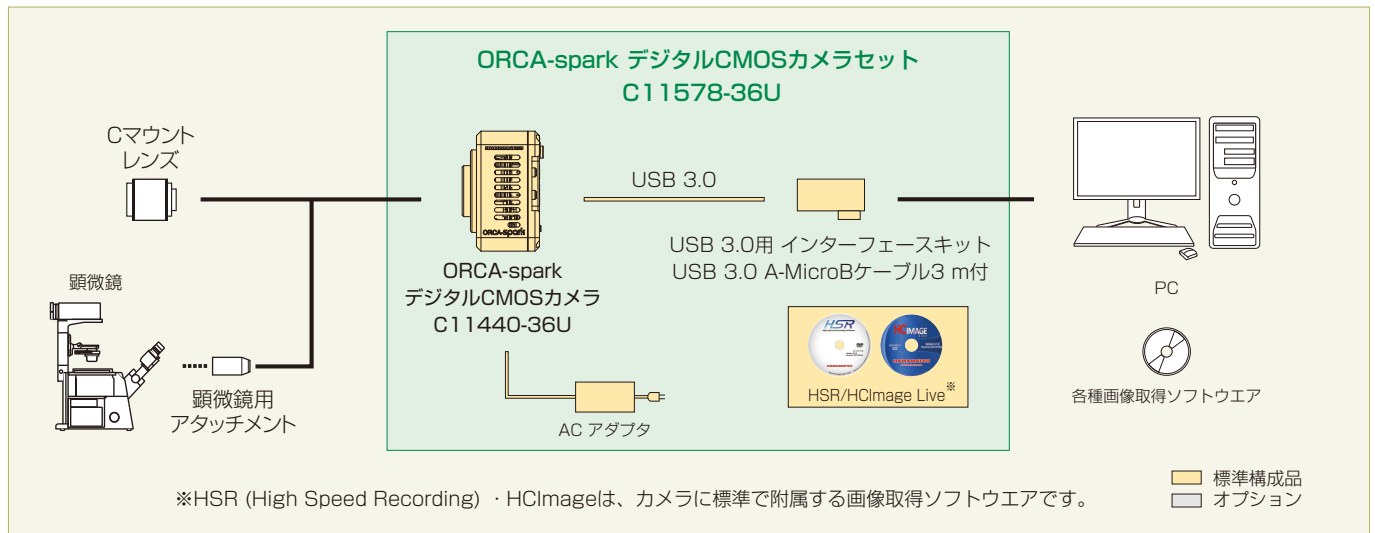 ORCA-spark デジタルCMOSカメラセット
C11578-36U
Cマウント
レンズ
USB 3.0
ORCA-spark
USB 3.0用 インターフェースキット
USB 3.0 A-MicroBケーブル3 m付
ORCA-spark
デジタルCMOSカメラ
C11440-36U
顕微鏡
顕微鏡用
アタッチメント
AC アダプタ
HSR
HCIMAGE
HSR/HCImage Live※
PC
各種画像取得ソフトウエア
※HSR (High Speed Recording) ・HCImageは、カメラに標準で附属する画像取得ソフトウエアです。
標準構成品
オプション